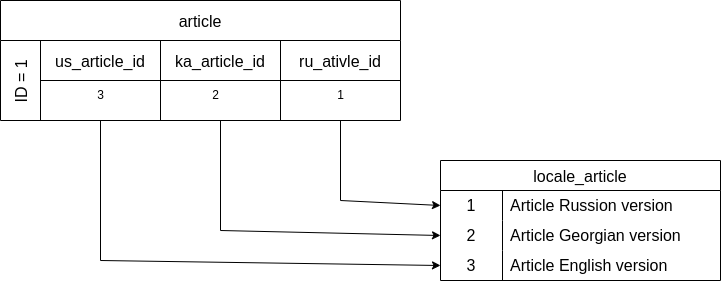 article
ID = 1
us_article_id
ka_article_id
ru_ativle_id
3
2
1
locale_article
1 Article Russion version
2 Article Georgian version
3 Article English version